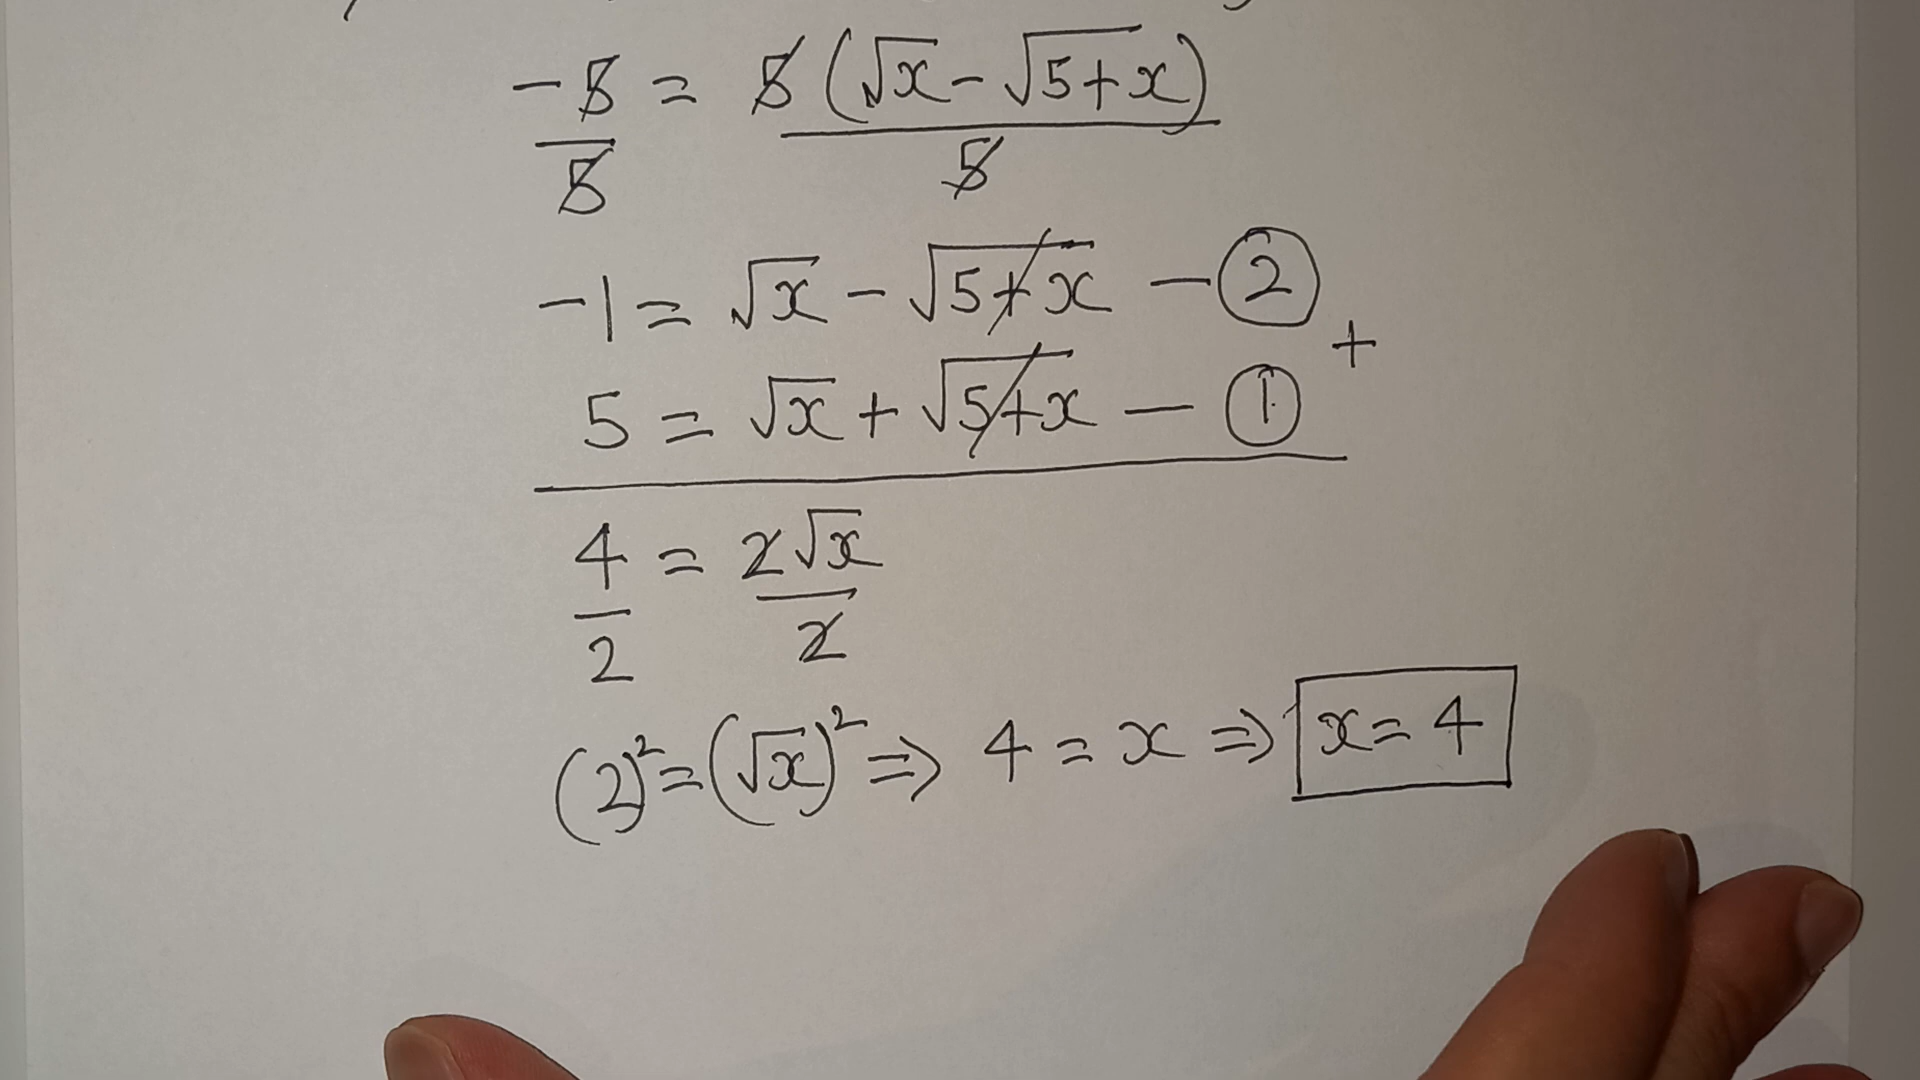 -5/5 = 5(√x - √5+x)/5
-1 = √x - √5+x - ②
+
5 = √x + √5+x - ①
4/2 = 2√x/2
(2)² = (√x)² ⇒ 4 = x ⇒ x = 4